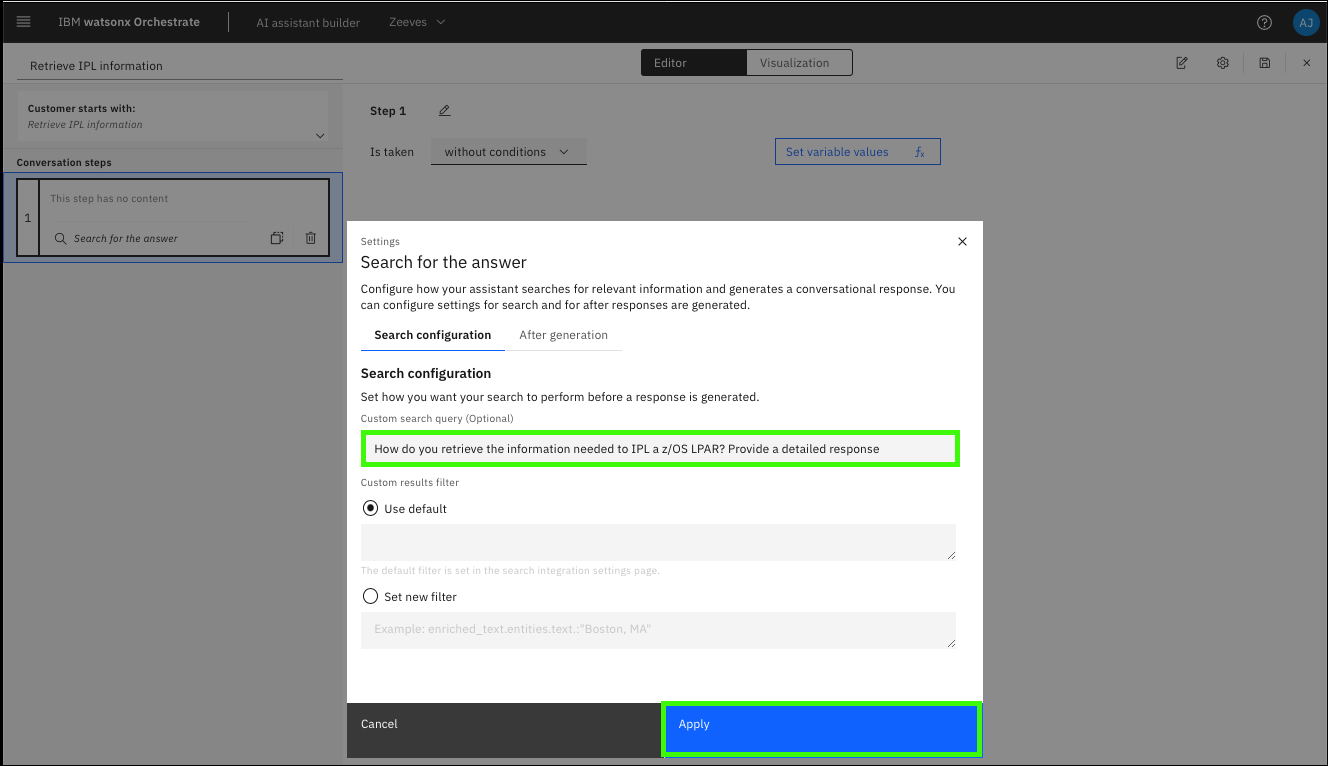 IBM watsonx Orchestrate
AI assistant builder
Zeeves
AJ
Retrieve IPL information
Editor
Visualization
Customer starts with:
Retrieve IPL information
Step 1
Is taken
without conditions
Set variable values fx
Conversation steps
1
This step has no content
Search for the answer
Settings
Search for the answer
Configure how your assistant searches for relevant information and generates a conversational response. You
can configure settings for search and for after responses are generated.
Search configuration
After generation
Search configuration
Set how you want your search to perform before a response is generated.
Custom search query (Optional)
How do you retrieve the information needed to IPL a z/OS LPAR? Provide a detailed response
Custom results filter
Use default
The default filter is set in the search integration settings page.
Set new filter
Example: enriched_text.entities.text.:"Boston, MA"
Cancel
Apply